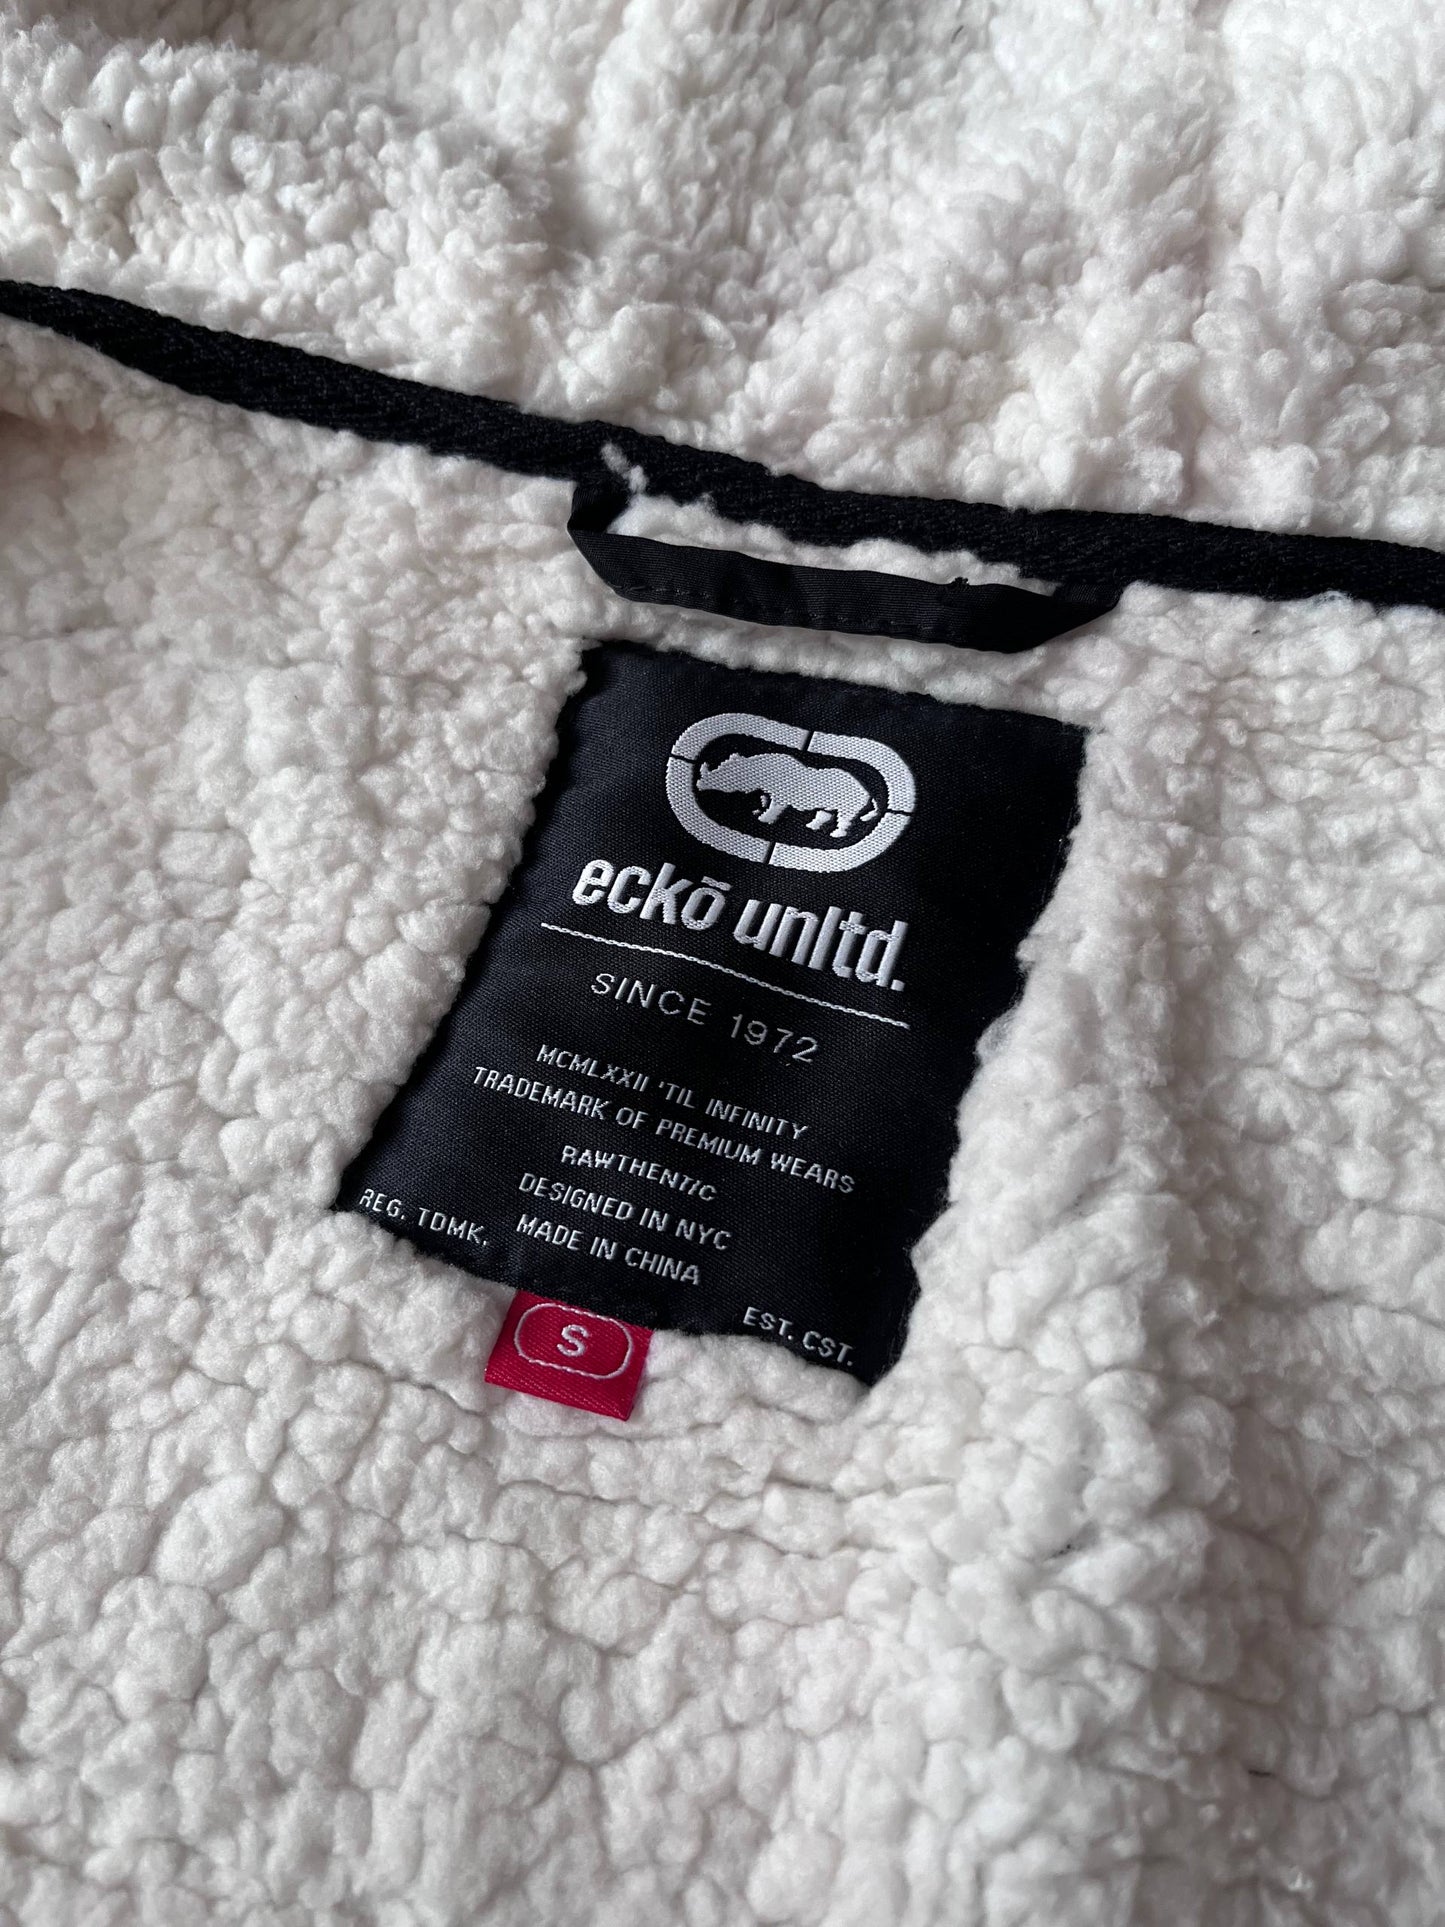 eckō unltd.
SINCE 1972
MCMLXXII 'TIL INFINITY
TRADEMARK OF PREMIUM WEARS
RAWTHENTIC
DESIGNED IN NYC
REG. TDMK. MADE IN CHINA EST. CST.
S